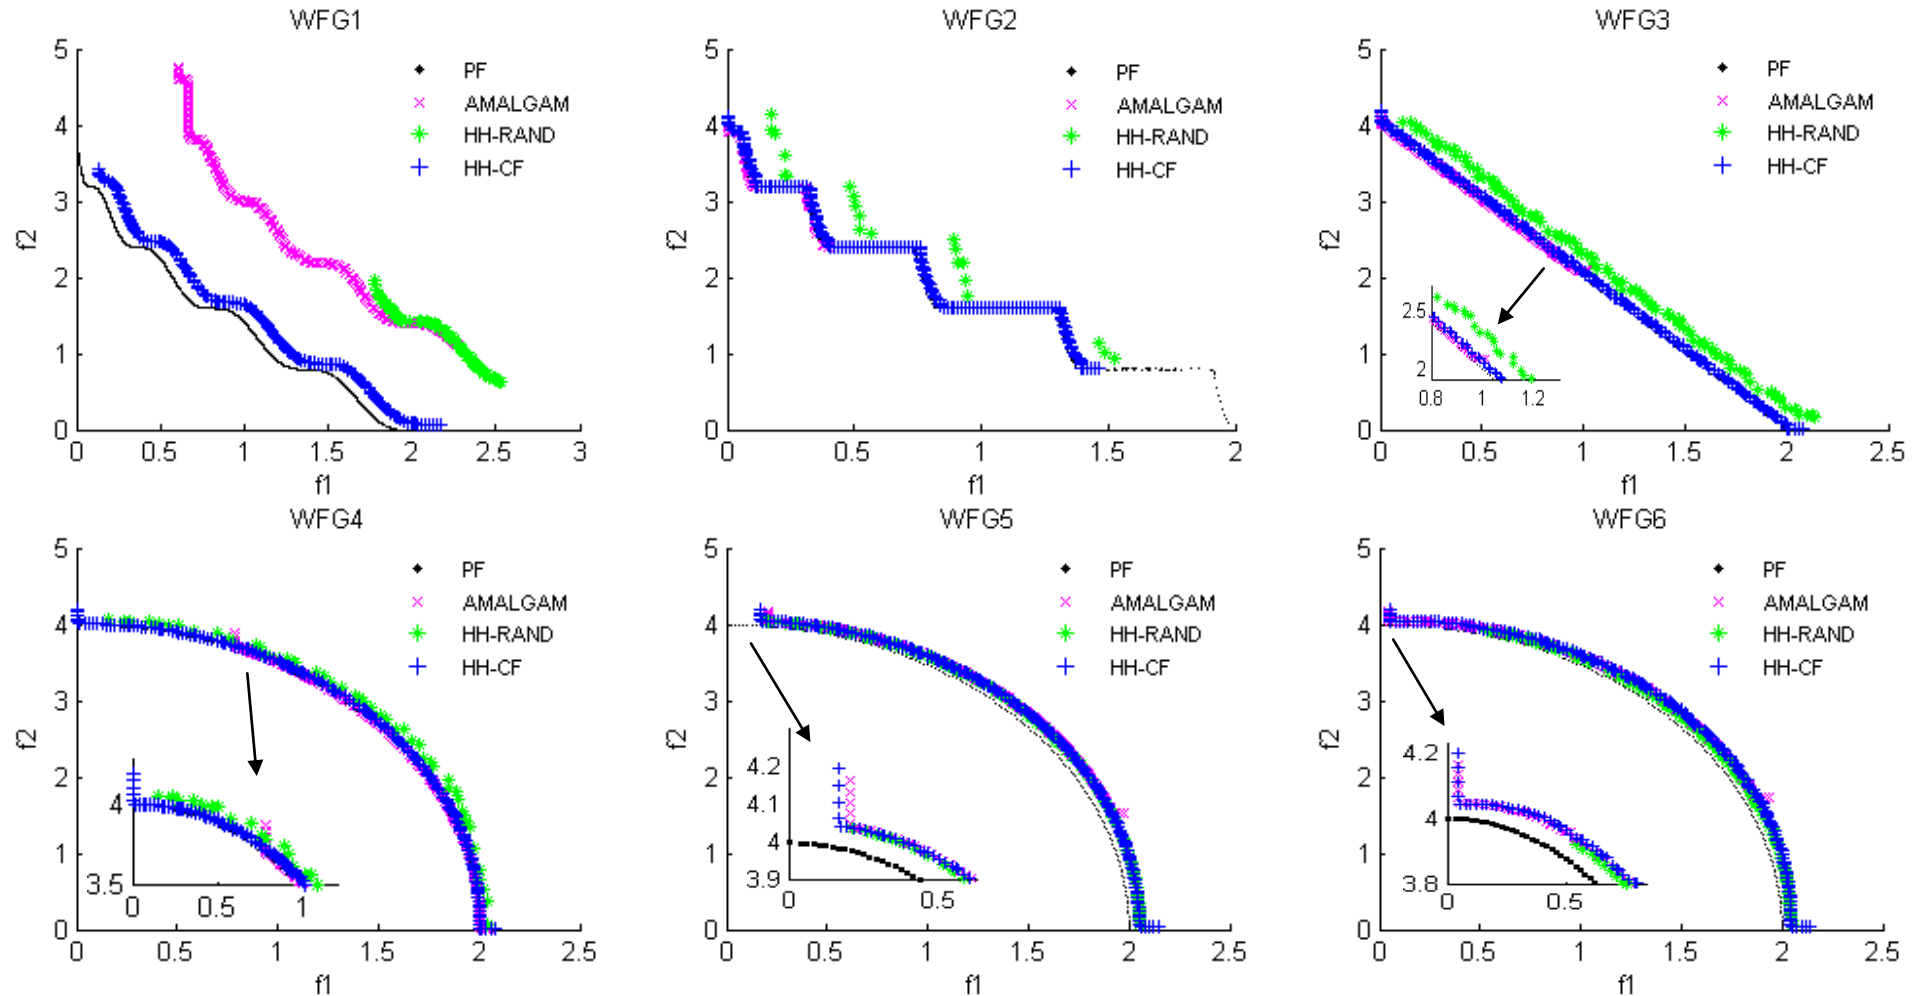 WFG1
5
4
3
2
1
0
f2
0 0.5 1 1.5 2 2.5 3
f1
PF
AMALGAM
HH-RAND
HH-CF
WFG2
5
4
3
2
1
0
f2
0 0.5 1 1.5 2
f1
PF
AMALGAM
HH-RAND
HH-CF
WFG3
5
4
3
2
1
0
f2
0 0.5 1 1.5 2 2.5
f1
PF
AMALGAM
HH-RAND
HH-CF
2.5
2
0.8 1 1.2
WFG4
5
4
3
2
1
0
f2
0 0.5 1 1.5 2 2.5
f1
PF
AMALGAM
HH-RAND
HH-CF
4
3.5
0 0.5 1
WFG5
5
4
3
2
1
0
f2
0 0.5 1 1.5 2 2.5
f1
PF
AMALGAM
HH-RAND
HH-CF
4.2
4.1
4
3.9
0 0.5
WFG6
5
4
3
2
1
0
f2
0 0.5 1 1.5 2 2.5
f1
PF
AMALGAM
HH-RAND
HH-CF
4.2
4
3.8
0 0.5